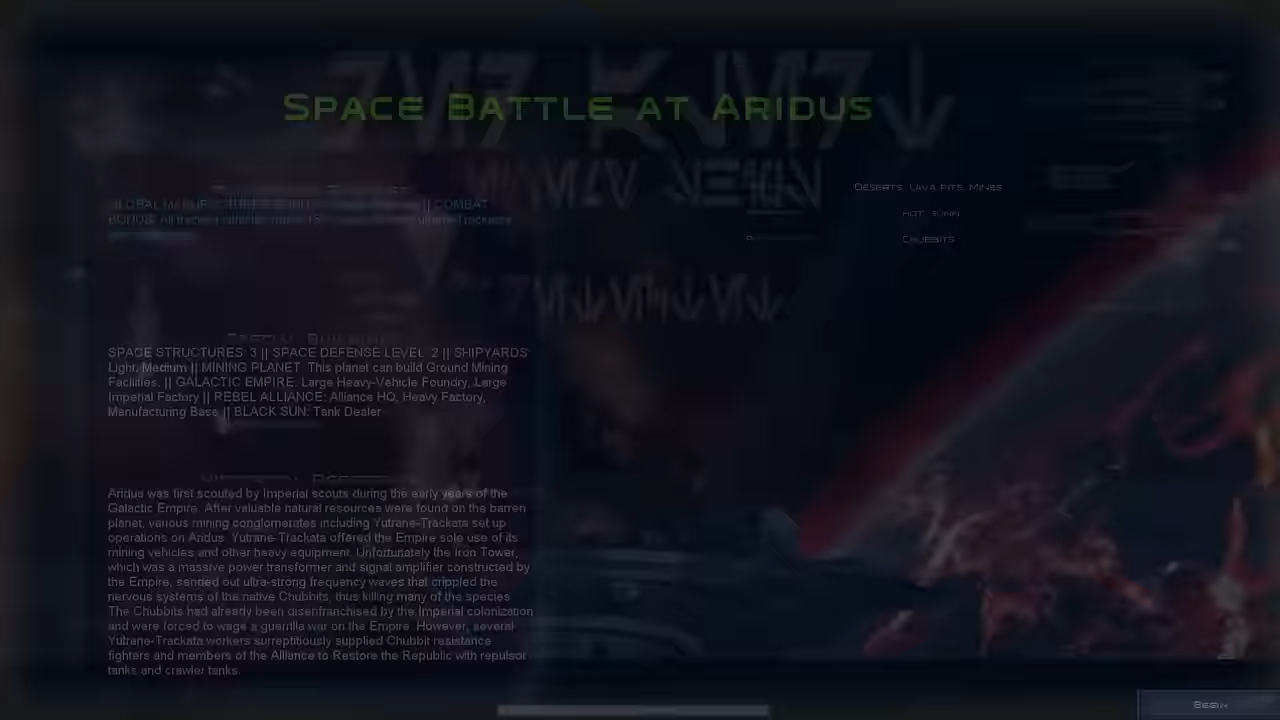 SPACE BATTLE AT ARIDUS
DESERTS, LAVA PITS, MINES
GLOBAL || COMBAT
BONUS: All
HOT
CHUBBITS
SPACE STRUCTURES: 3 || SPACE DEFENSE LEVEL: 2 || SHIPYARDS:
Light, Medium || MINING PLANET: This planet can build Ground Mining
Facilities. || GALACTIC EMPIRE: Large Heavy-Vehicle Foundry, Large
Imperial Factory || REBEL ALLIANCE: Alliance HQ, Heavy Factory,
Manufacturing Base || BLACK SUN: Tank Dealer
Aridus was first scouted by Imperial scouts during the early years of the
Galactic Empire. After valuable natural resources were found on the barren
planet, various mining conglomerates including Yutrane-Trackata set up
operations on Aridus. Yutrane-Trackata offered the Empire sole use of its
mining vehicles and other heavy equipment. Unfortunately the Iron Tower,
which was a massive power transformer and signal amplifier constructed by
the Empire, sended out ultra-strong frequency waves that crippled the
nervous systems of the native Chubbits, thus killing many of the species.
The Chubbits had already been disenfranchised by the Imperial colonization
and were forced to wage a guerrilla war on the Empire. However, several
Yutrane-Trackata workers surreptitiously supplied Chubbit resistance
fighters and members of the Alliance to Restore the Republic with repulsor
tanks and crawler tanks.
BEGIN